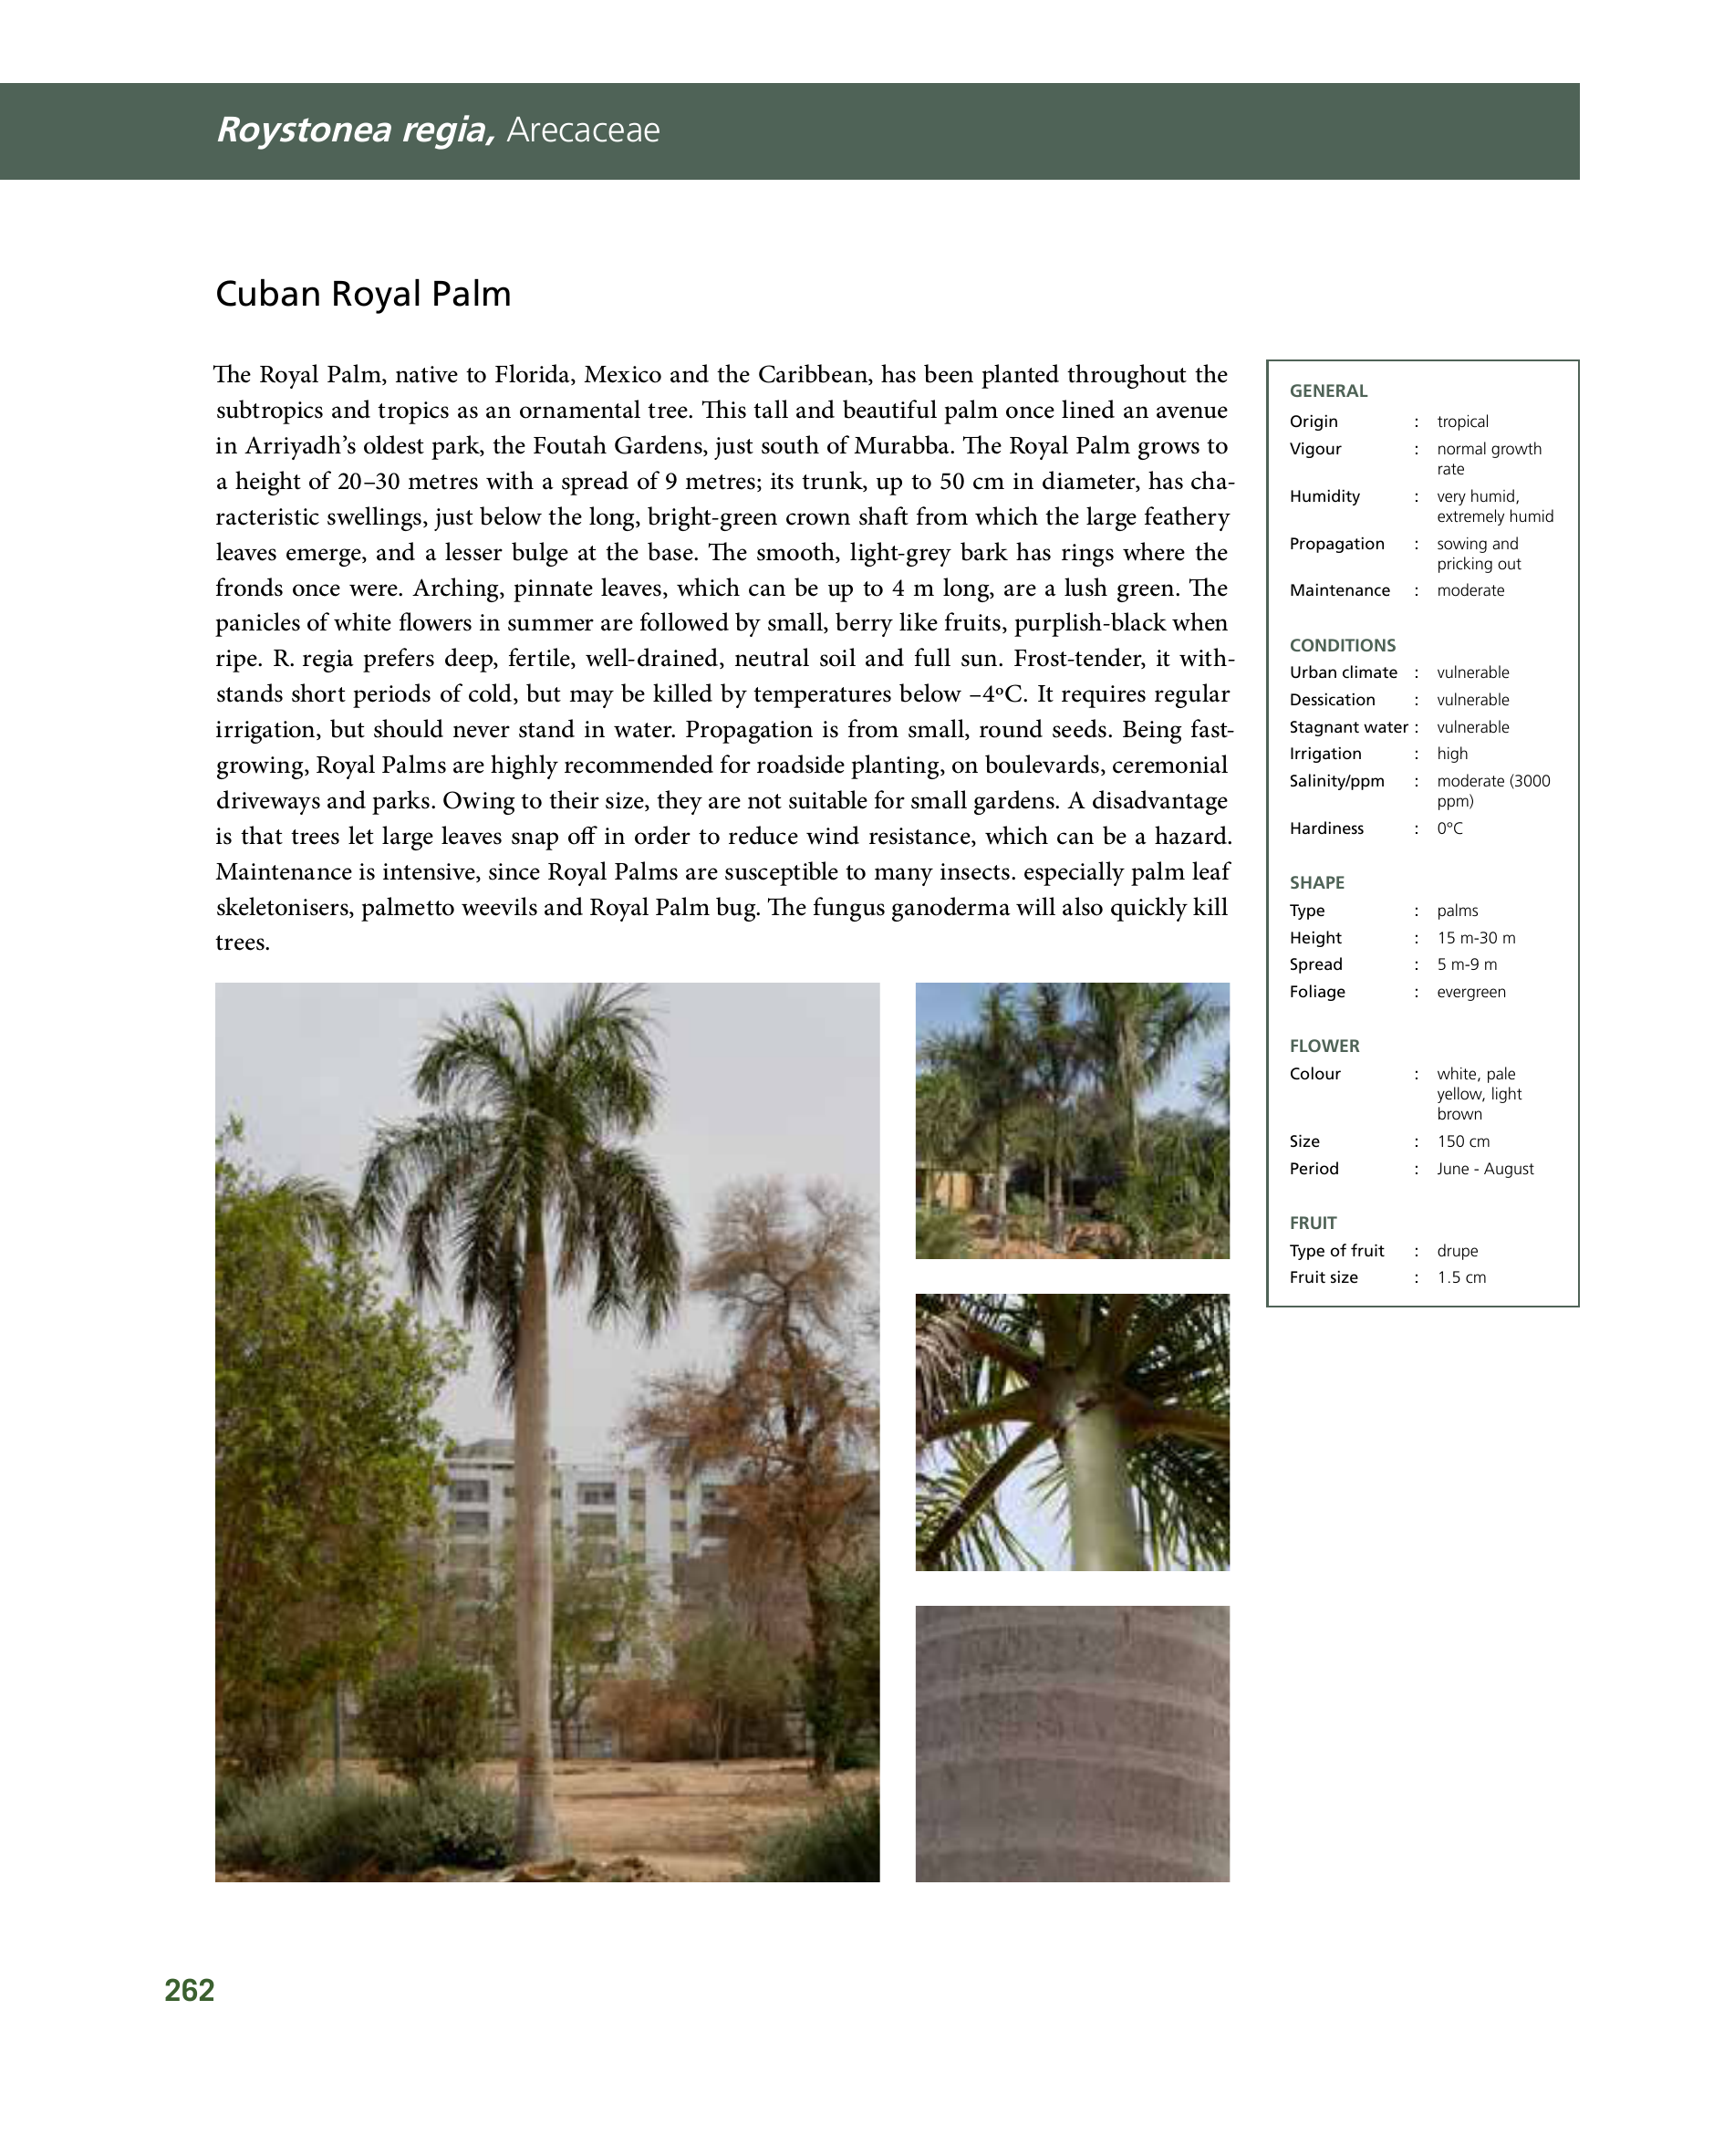 Roystonea regia, Arecaceae
Cuban Royal Palm
The Royal Palm, native to Florida, Mexico and the Caribbean, has been planted throughout the
subtropics and tropics as an ornamental tree. This tall and beautiful palm once lined an avenue
in Arriyadh's oldest park, the Foutah Gardens, just south of Murabba. The Royal Palm grows to
a height of 20–30 metres with a spread of 9 metres; its trunk, up to 50 cm in diameter, has cha-
racteristic swellings, just below the long, bright-green crown shaft from which the large feathery
leaves emerge, and a lesser bulge at the base. The smooth, light-grey bark has rings where the
fronds once were. Arching, pinnate leaves, which can be up to 4 m long, are a lush green. The
panicles of white flowers in summer are followed by small, berry like fruits, purplish-black when
ripe. R. regia prefers deep, fertile, well-drained, neutral soil and full sun. Frost-tender, it with-
stands short periods of cold, but may be killed by temperatures below –4ºC. It requires regular
irrigation, but should never stand in water. Propagation is from small, round seeds. Being fast-
growing, Royal Palms are highly recommended for roadside planting, on boulevards, ceremonial
driveways and parks. Owing to their size, they are not suitable for small gardens. A disadvantage
is that trees let large leaves snap off in order to reduce wind resistance, which can be a hazard.
Maintenance is intensive, since Royal Palms are susceptible to many insects. especially palm leaf
skeletonisers, palmetto weevils and Royal Palm bug. The fungus ganoderma will also quickly kill
trees.
GENERAL
Origin : tropical
Vigour : normal growth
rate
Humidity : very humid,
extremely humid
Propagation : sowing and
pricking out
Maintenance : moderate
CONDITIONS
Urban climate : vulnerable
Dessication : vulnerable
Stagnant water : vulnerable
Irrigation : high
Salinity/ppm : moderate (3000
ppm)
Hardiness : 0°C
SHAPE
Type : palms
Height : 15 m-30 m
Spread : 5 m-9 m
Foliage : evergreen
FLOWER
Colour : white, pale
yellow, light
brown
Size : 150 cm
Period : June - August
FRUIT
Type of fruit : drupe
Fruit size : 1.5 cm
262